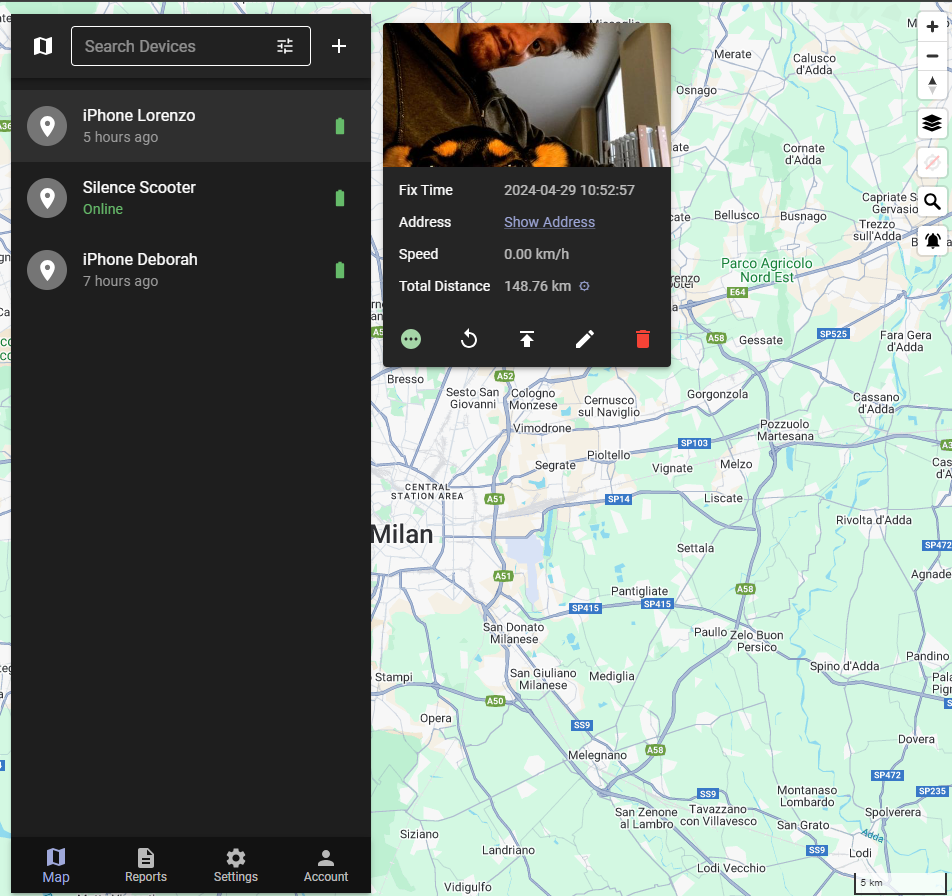 Search Devices
iPhone Lorenzo
5 hours ago
Silence Scooter
Online
iPhone Deborah
7 hours ago
Map
Reports
Settings
Account
Fix Time 2024-04-29 10:52:57
Address Show Address
Speed 0.00 km/h
Total Distance 148.76 km
Merate
Calusco
d'Adda
Osnago
Cornate
d'Adda
Capriate S
Gervasio
Bellusco
Busnago
Trezzo
sull'Adda
Parco Agricolo
Nord Est
E64
SP525
A58
Gessate
Fara Gera
d'Adda
A52
Bresso
Sesto San
Giovanni
Cologno
Monzese
Cernusco
sul Naviglio
Gorgonzola
Cassano
d'Adda
Vimodrone
Pozzuolo
Martesana
SP103
Pioltello
Segrate
Vignate
Melzo
CENTRAL
STATION AREA
A51
SP14
Liscate
Milan
Rivolta d'Adda
SP472
Settala
A51
Agnade
Pantigliate
A58
SP415
SP415
San Donato
Milanese
Paullo
Zelo Buon
Persico
Pandino
Spino d'Adda
Stampi
San Giuliano
Milanese
Mediglia
A50
Opera
SS9
Dovera
A58
Melegnano
SP472
SS9
Montanaso
Lombardo
SP235
San Zenone
al Lambro
Tavazzano
con Villavesco
Spolverera
San Grato
Adda
Siziano
Landriano
SS9
Lodi
Lodi Vecchio
Vidigulfo
5 km